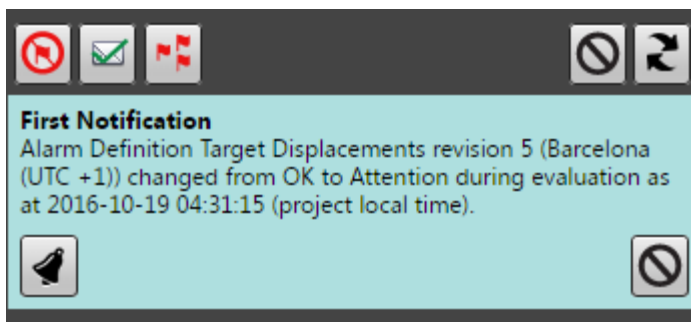 First Notification
Alarm Definition Target Displacements revision 5 (Barcelona
(UTC +1)) changed from OK to Attention during evaluation as
at 2016-10-19 04:31:15 (project local time).